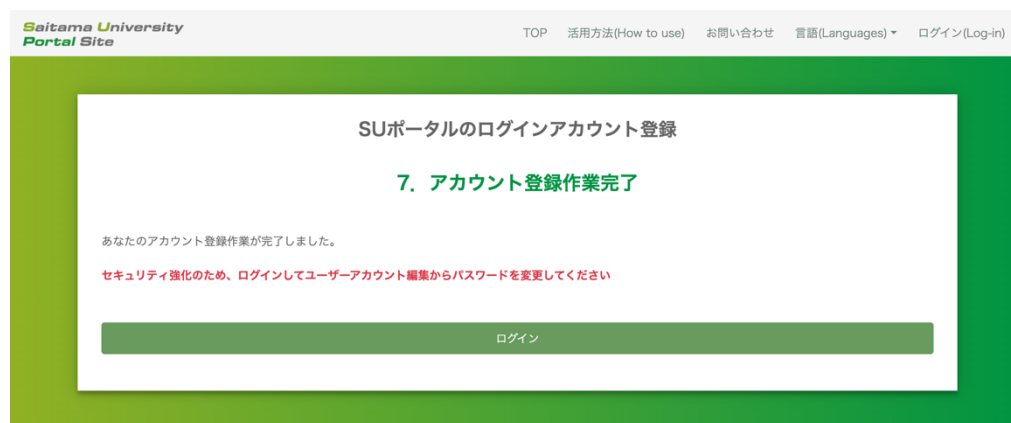 Saitama University
Portal Site
TOP 活用方法(How to use) お問い合わせ 言語(Languages) ログイン(Log-in)
SUポータルのログインアカウント登録
7．アカウント登録作業完了
あなたのアカウント登録作業が完了しました。
セキュリティ強化のため、ログインしてユーザーアカウント編集からパスワードを変更してください
ログイン